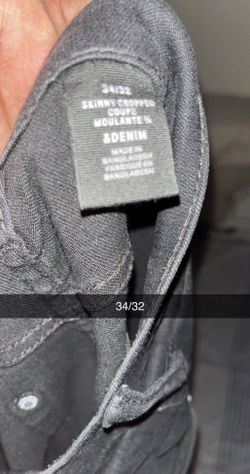 34/32
SKINNY CROPPED
COUPE
MOULANTE ⅞
&DENIM
MADE IN
BANGLADESH
FABRIQUÉ EN
BANGLADESH
34/32